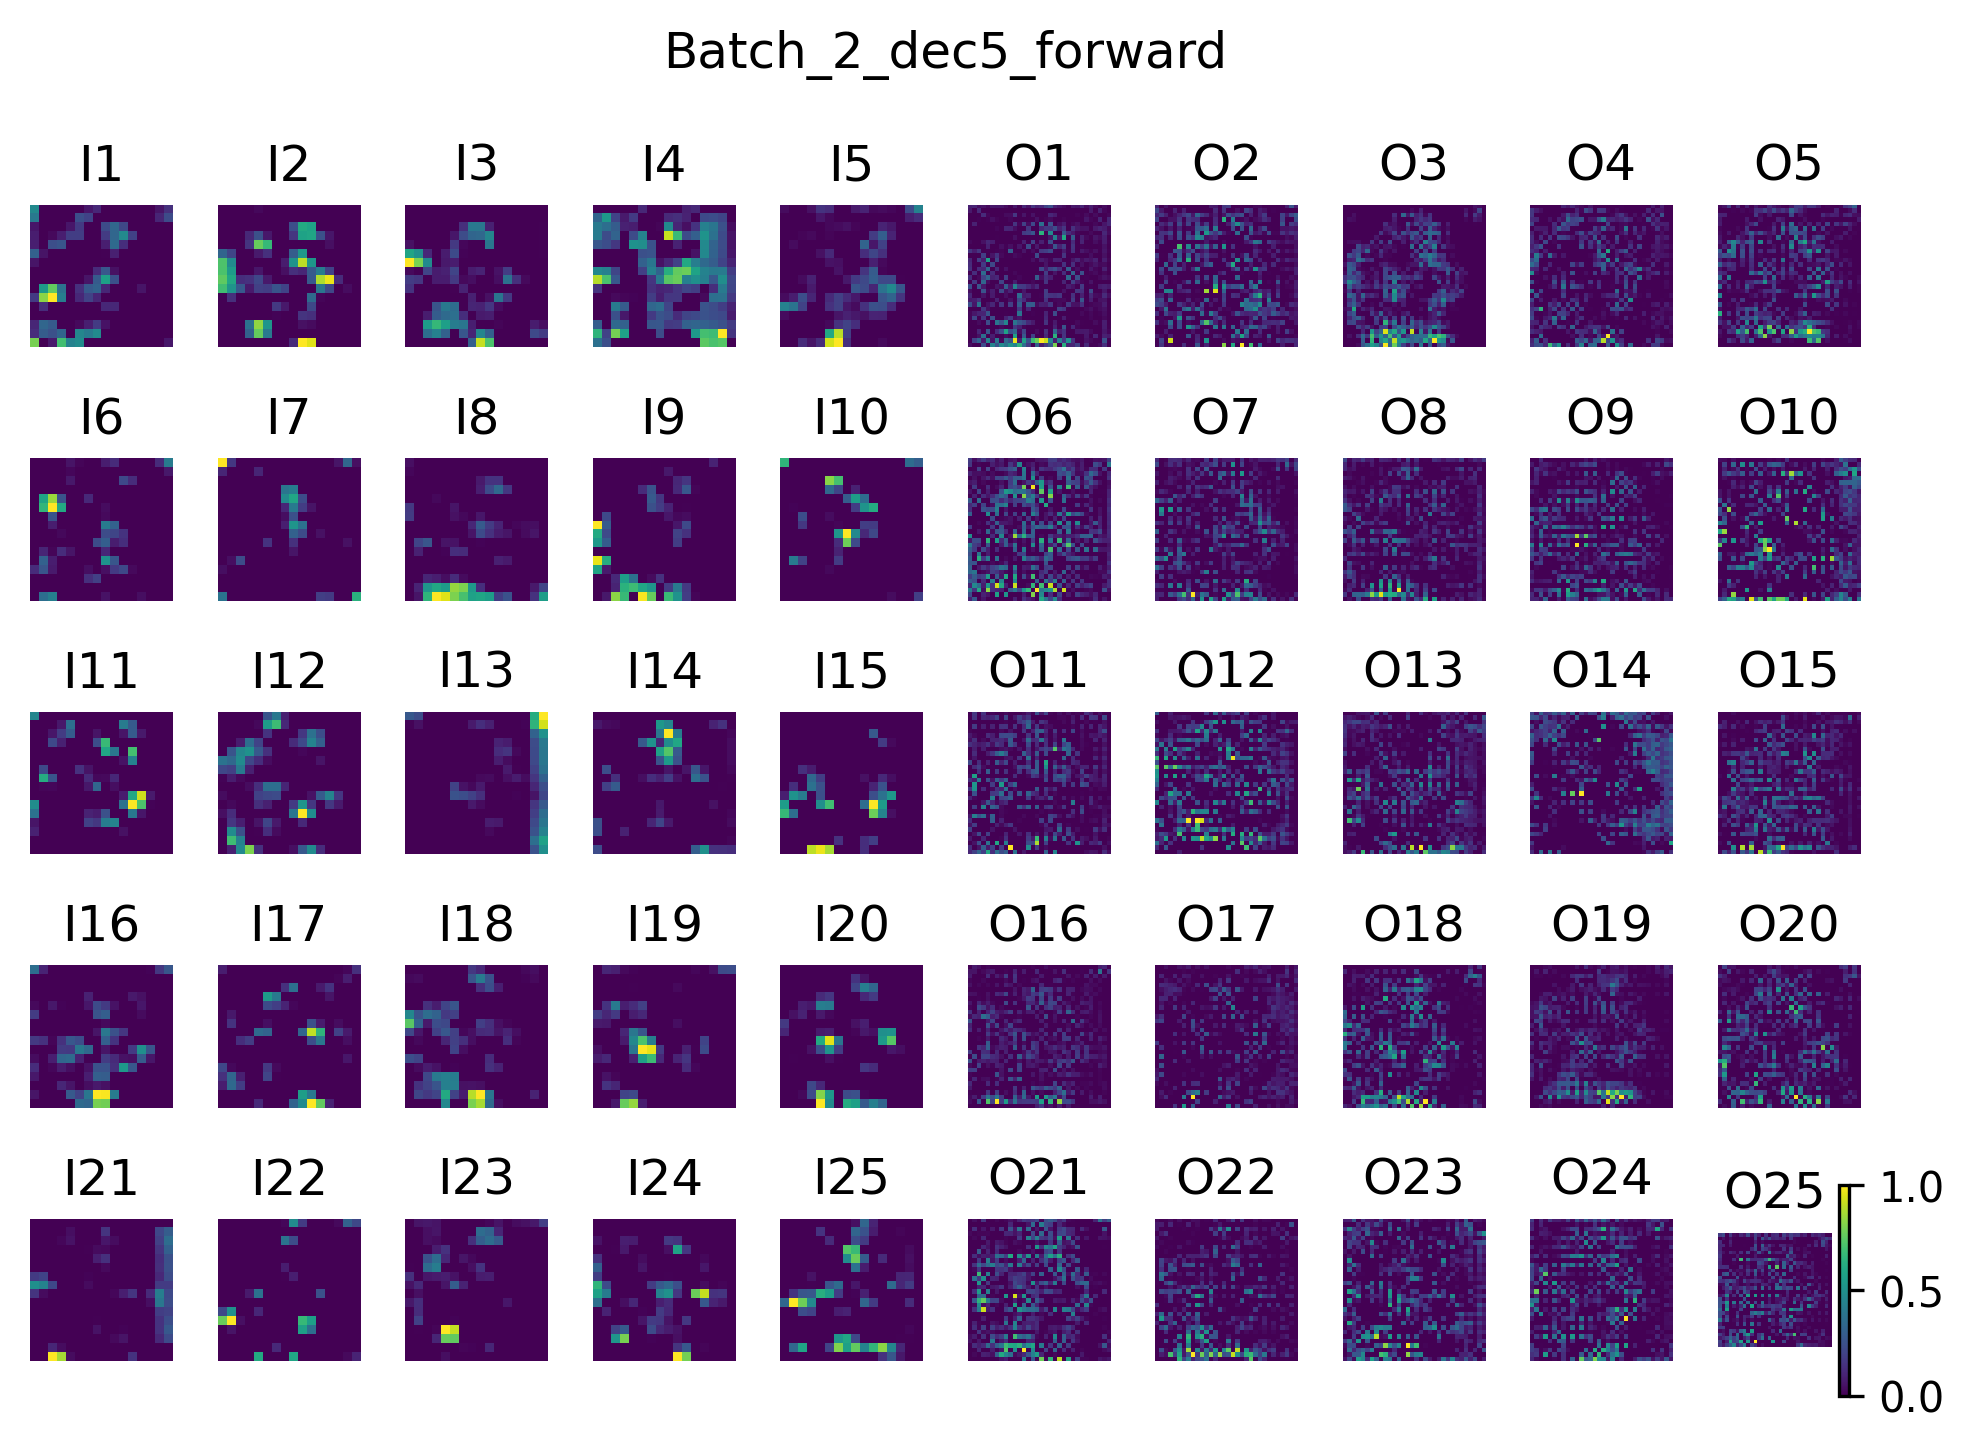 Batch_2_dec5_forward
I1 I2 I3 I4 I5 O1 O2 O3 O4 O5
I6 I7 I8 I9 I10 O6 O7 O8 O9 O10
I11 I12 I13 I14 I15 O11 O12 O13 O14 O15
I16 I17 I18 I19 I20 O16 O17 O18 O19 O20
I21 I22 I23 I24 I25 O21 O22 O23 O24 O25
1.0
0.5
0.0